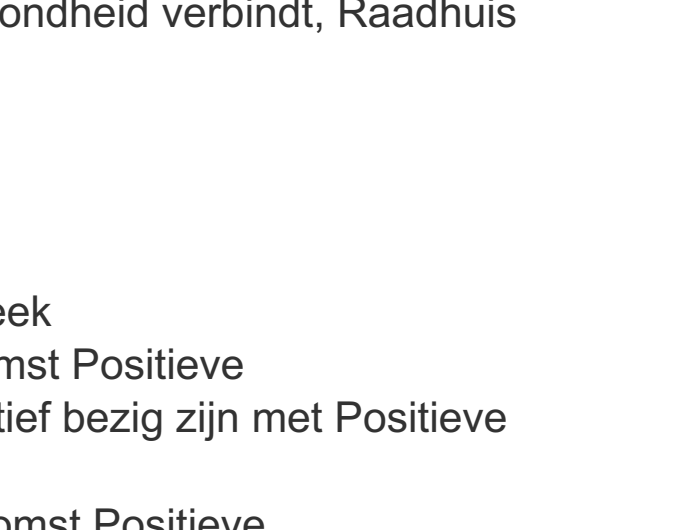 ondheid verbindt, Raadhuis
eek
mst Positieve
tief bezig zijn met Positieve
omst Positieve